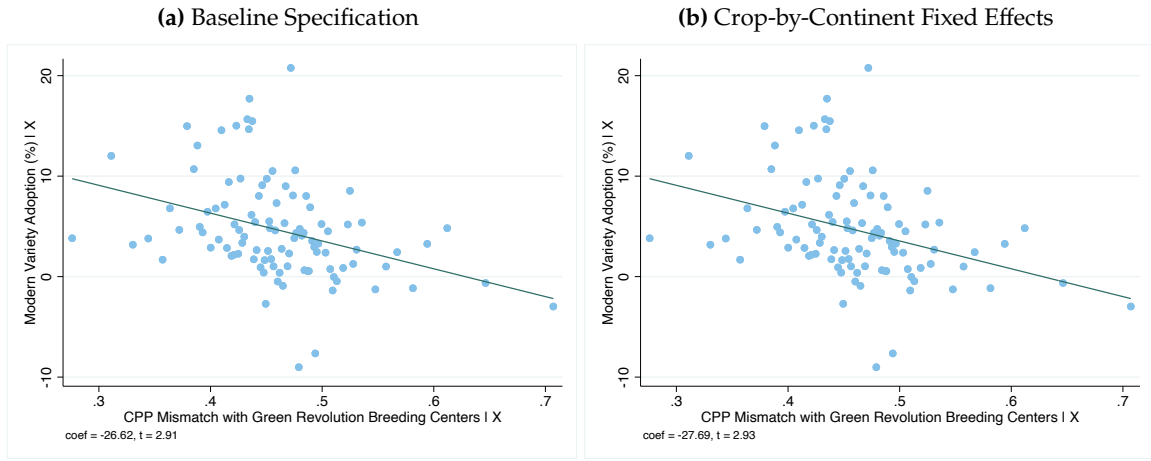 (a) Baseline Specification
Modern Variety Adoption (%) | X
20
10
0
-10
.3 .4 .5 .6 .7
CPP Mismatch with Green Revolution Breeding Centers | X
coef = -26.62, t = 2.91
(b) Crop-by-Continent Fixed Effects
Modern Variety Adoption (%) | X
20
10
0
-10
.3 .4 .5 .6 .7
CPP Mismatch with Green Revolution Breeding Centers | X
coef = -27.69, t = 2.93